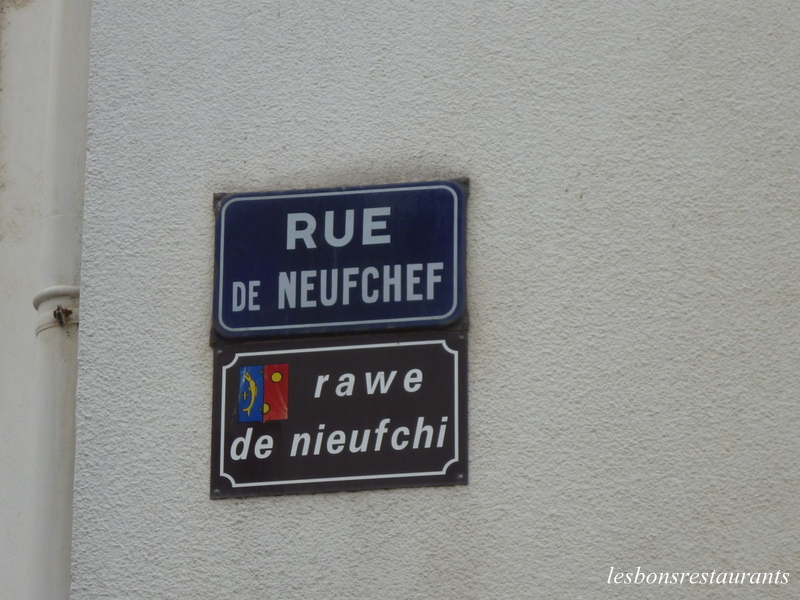 RUE
DE NEUFCHEF
rawe
de nieufchi
lesbonsrestaurants